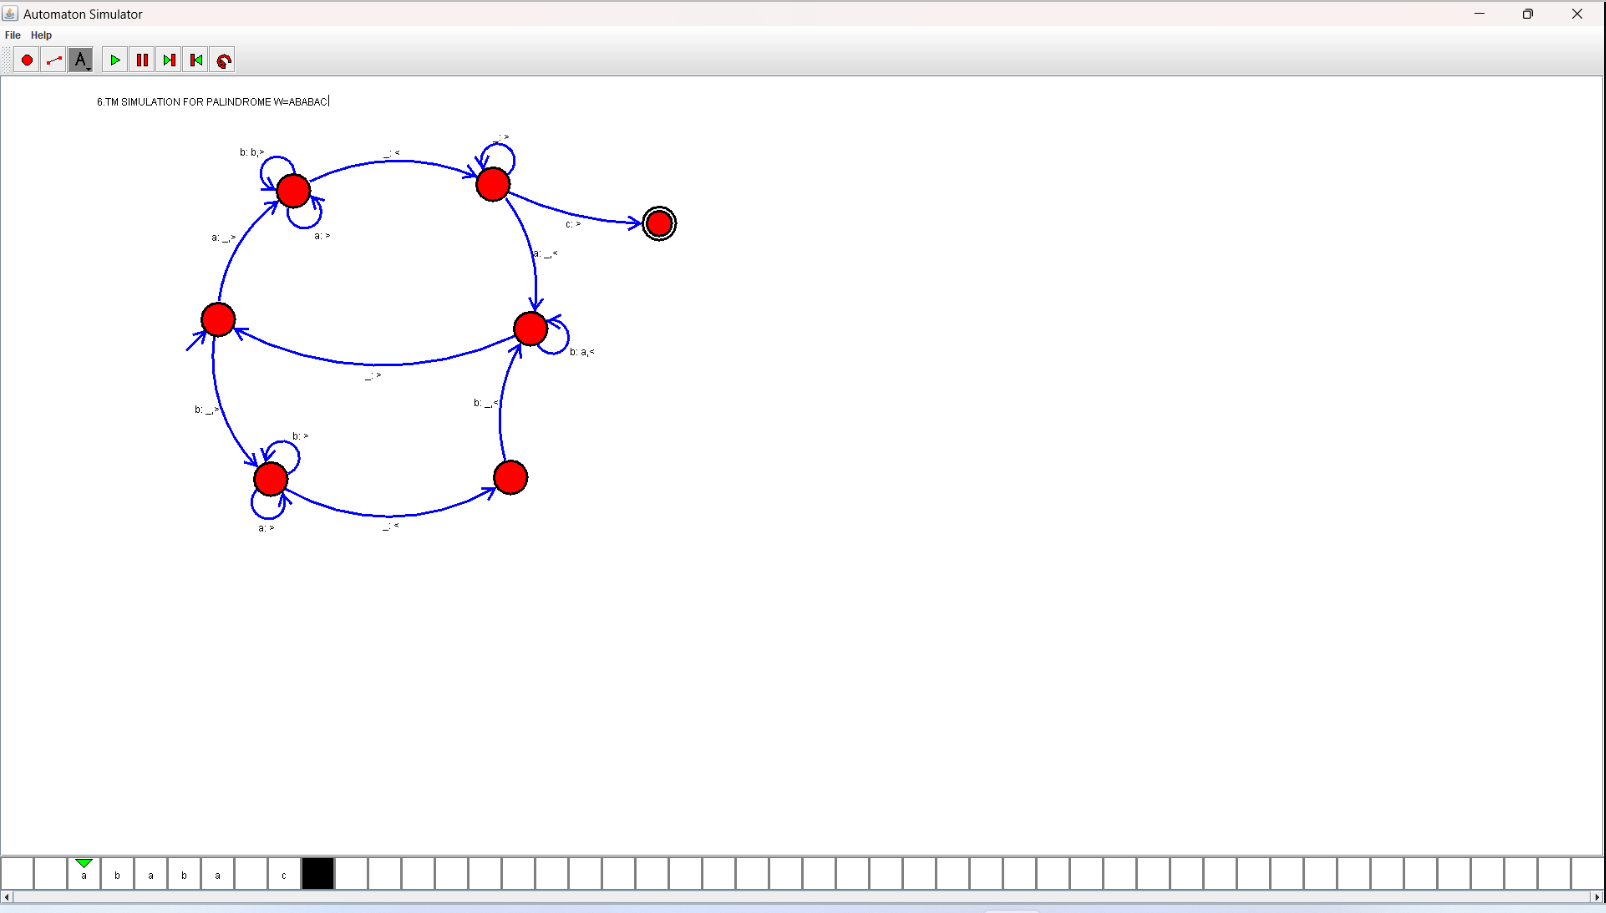 Automaton Simulator
File Help
A
6.TM SIMULATION FOR PALINDROME W=ABABAC
_: >
b: b,>
_: <
c: >
a: >
a: _,>
a: _,<
b: a,<
_: >
b: _,<
b: _,>
b: >
_: <
a: >
a b a b a c